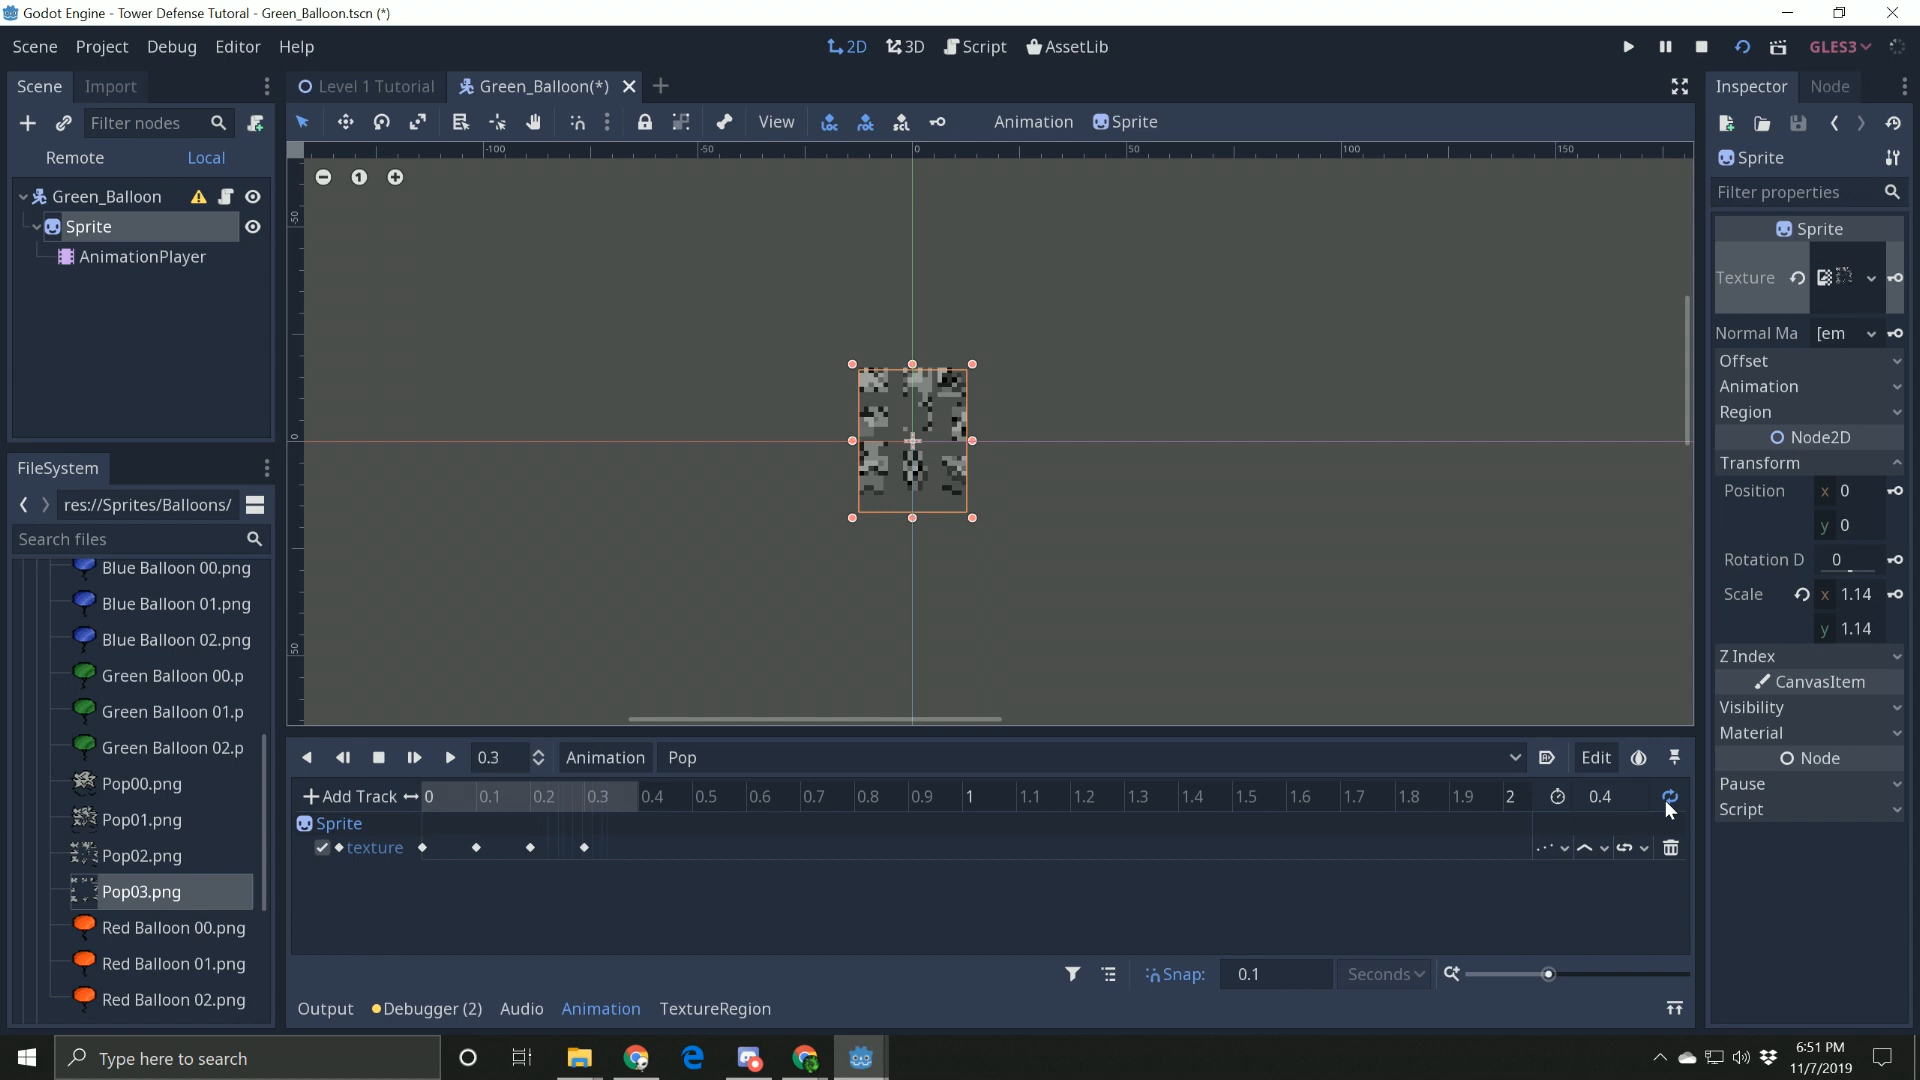 Godot Engine - Tower Defense Tutoral - Green_Balloon.tscn (*)
Scene Project Debug Editor Help
2D 3D Script AssetLib
GLES3
Scene Import
Level 1 Tutorial Green_Balloon(*)
Inspector Node
Filter nodes
View
Animation Sprite
Remote Local
Sprite
Filter properties
Green_Balloon
Sprite
AnimationPlayer
-100 -50 0 50 100 150
-50
0
50
Sprite
Texture
Normal Ma [em
Offset
Animation
Region
Node2D
Transform
Position x 0
y 0
Rotation D 0
Scale x 1.14
y 1.14
Z Index
CanvasItem
Visibility
Material
Node
Pause
Script
FileSystem
res://Sprites/Balloons/
Search files
Blue Balloon 00.png
Blue Balloon 01.png
Blue Balloon 02.png
Green Balloon 00.p
Green Balloon 01.p
Green Balloon 02.p
Pop00.png
Pop01.png
Pop02.png
Pop03.png
Red Balloon 00.png
Red Balloon 01.png
Red Balloon 02.png
0.3 Animation Pop Edit
Add Track 0 0.1 0.2 0.3 0.4 0.5 0.6 0.7 0.8 0.9 1 1.1 1.2 1.3 1.4 1.5 1.6 1.7 1.8 1.9 2 0.4
Sprite
texture
Snap: 0.1 Seconds
Output Debugger (2) Audio Animation TextureRegion
Type here to search
6:51 PM
11/7/2019